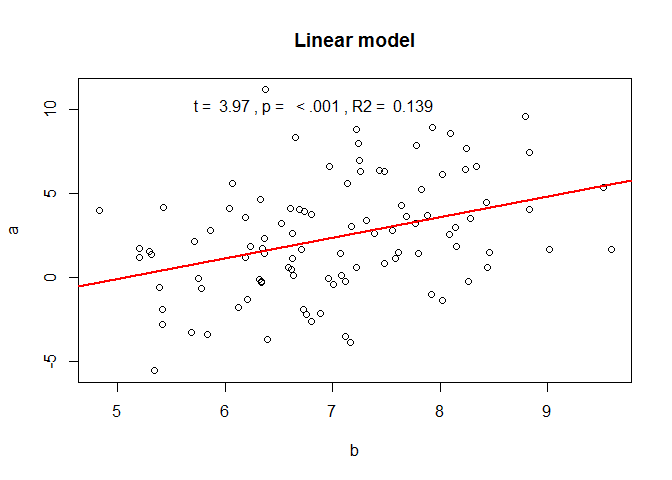 Linear model
t = 3.97 , p = < .001 , R2 = 0.139
10
5
0
-5
a
5 6 7 8 9
b